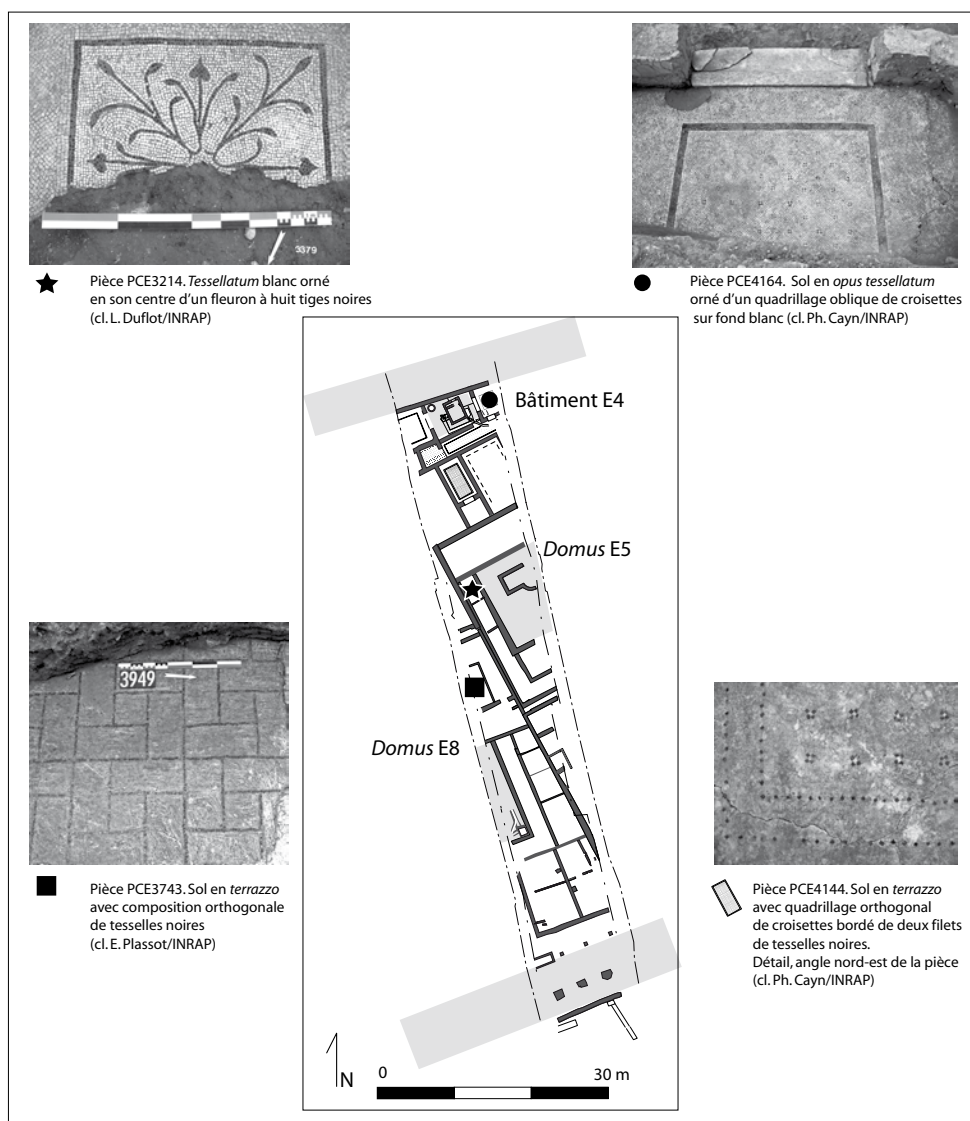 3379
★ Pièce PCE3214. Tessellatum blanc orné
en son centre d'un fleuron à huit tiges noires
(cl. L. Duflot/INRAP)
● Pièce PCE4164. Sol en opus tessellatum
orné d'un quadrillage oblique de croisettes
sur fond blanc (cl. Ph. Cayn/INRAP)
Bâtiment E4
Domus E5
Domus E8
N
0 30 m
3949
■ Pièce PCE3743. Sol en terrazzo
avec composition orthogonale
de tesselles noires
(cl. E. Plassot/INRAP)
Pièce PCE4144. Sol en terrazzo
avec quadrillage orthogonal
de croisettes bordé de deux filets
de tesselles noires.
Détail, angle nord-est de la pièce
(cl. Ph. Cayn/INRAP)